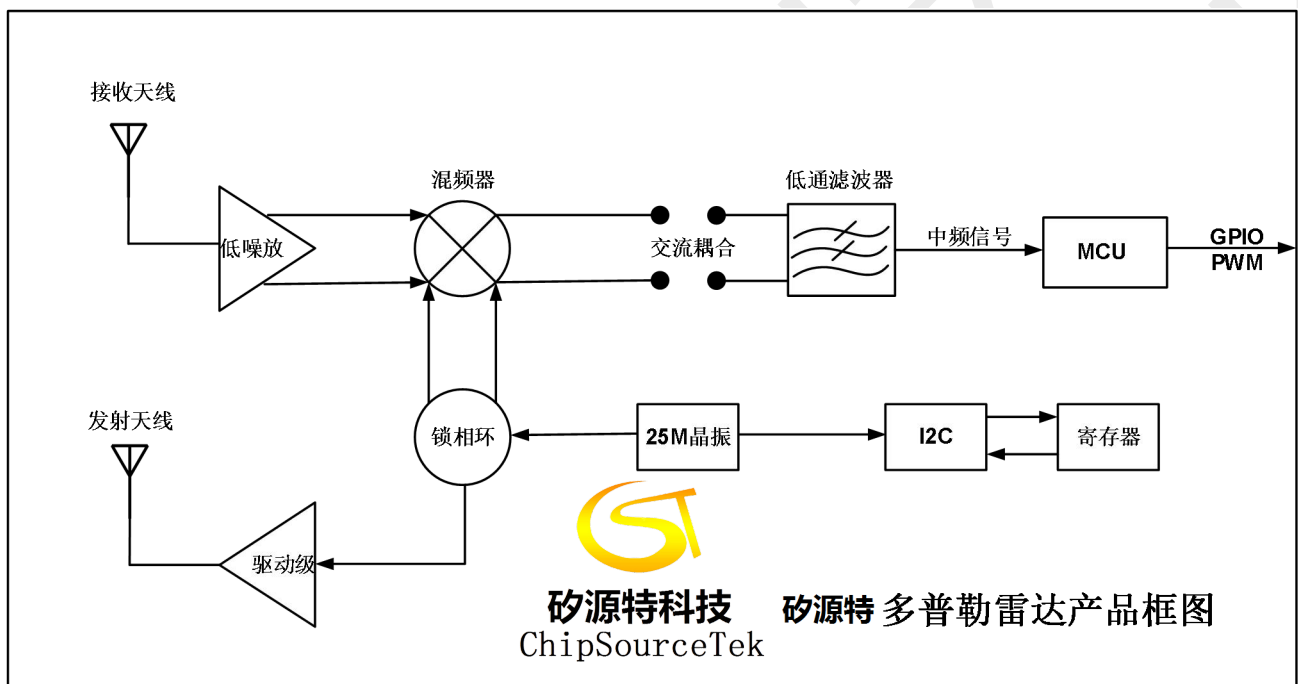 接收天线
混频器
低通滤波器
低噪放
交流耦合
中频信号
MCU
GPIO
PWM
发射天线
锁相环
25M晶振
I2C
寄存器
驱动级
ST
矽源特科技
ChipSourceTek
矽源特 多普勒雷达产品框图